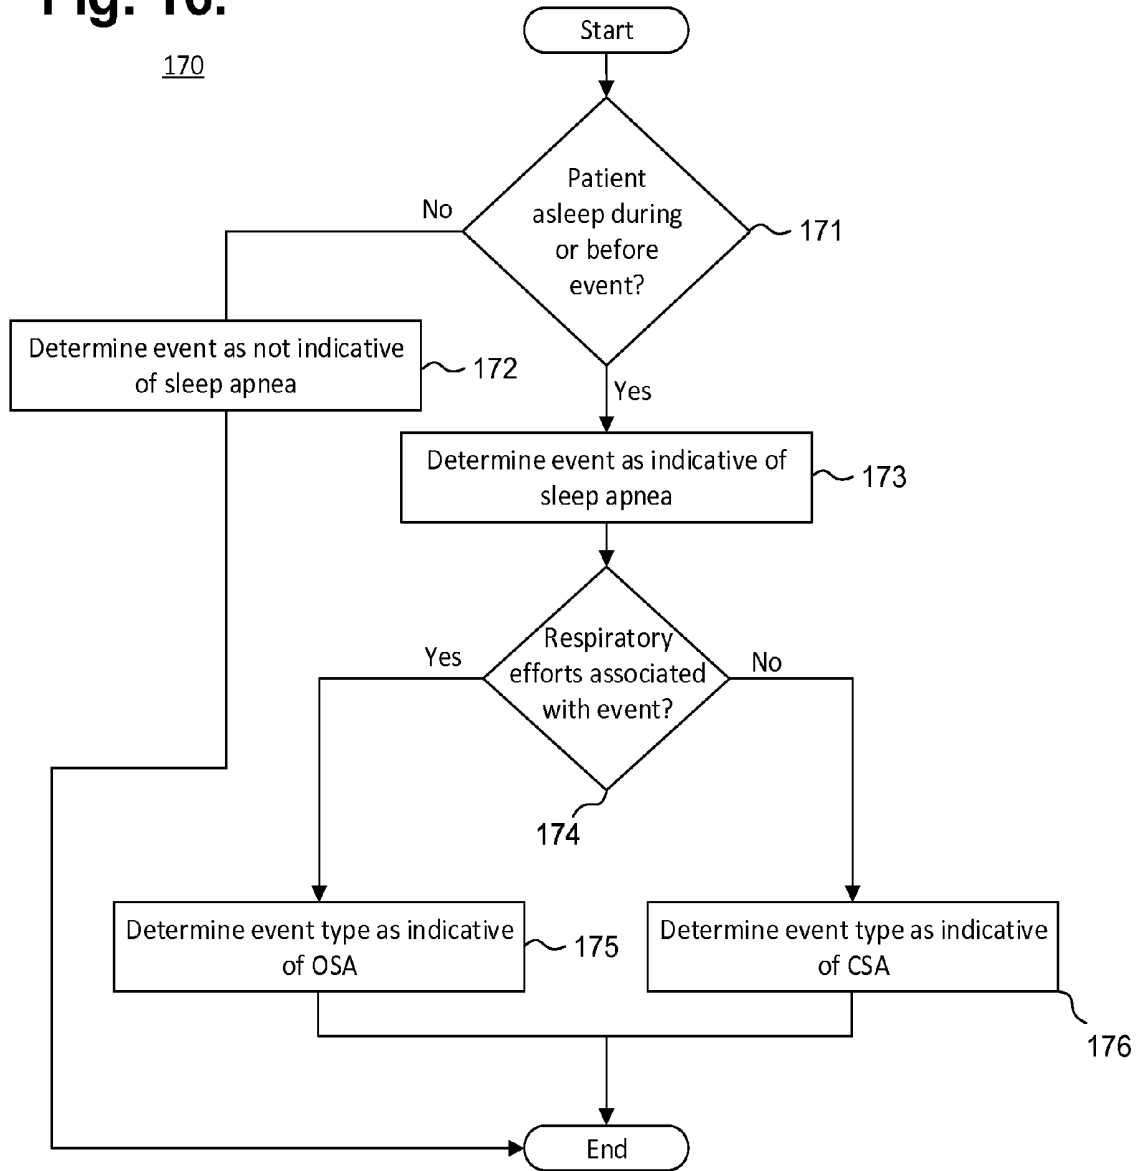 Fig. 16.
170
Start
Patient
asleep during
or before
event?
No
171
Determine event as not indicative
of sleep apnea
172
Yes
Determine event as indicative of
sleep apnea
173
Respiratory
efforts associated
with event?
Yes
No
174
Determine event type as indicative
of OSA
175
Determine event type as indicative
of CSA
176
End